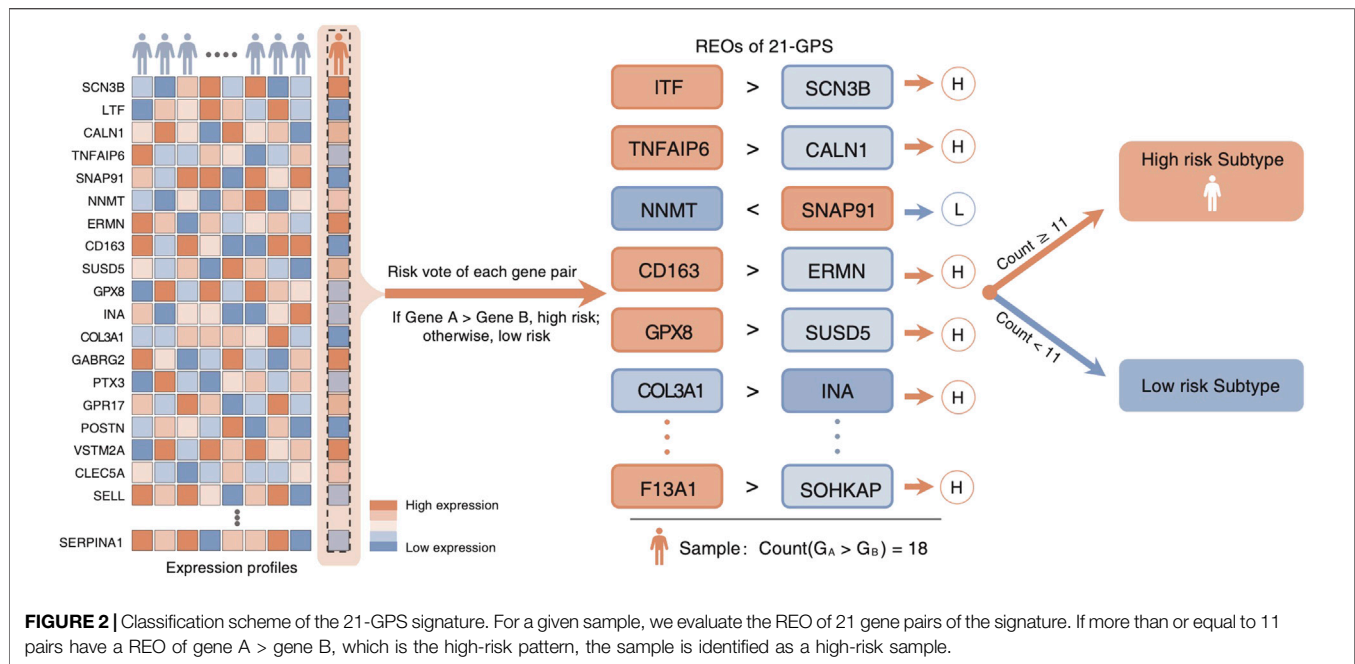 SCN3B
LTF
CALN1
TNFAIP6
SNAP91
NNMT
ERMN
CD163
SUSD5
GPX8
INA
COL3A1
GABRG2
PTX3
GPR17
POSTN
VSTM2A
CLEC5A
SELL
SERPINA1
Expression profiles
High expression
Low expression
Risk vote of each gene pair
If Gene A > Gene B, high risk;
otherwise, low risk
REOs of 21-GPS
ITF > SCN3B H
TNFAIP6 > CALN1 H
NNMT < SNAP91 L
CD163 > ERMN H
GPX8 > SUSD5 H
COL3A1 > INA H
F13A1 > SOHKAP H
Sample: Count(GA > GB) = 18
Count ≥ 11
Count < 11
High risk Subtype
Low risk Subtype
FIGURE 2 | Classification scheme of the 21-GPS signature. For a given sample, we evaluate the REO of 21 gene pairs of the signature. If more than or equal to 11
pairs have a REO of gene A > gene B, which is the high-risk pattern, the sample is identified as a high-risk sample.